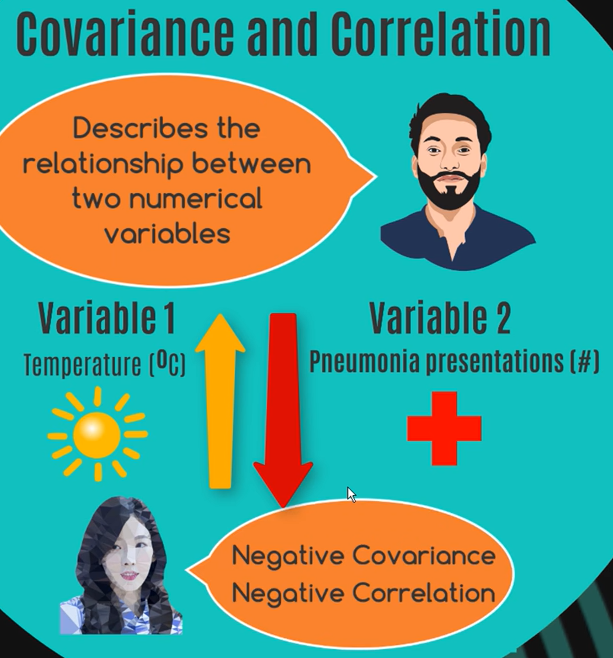 Covariance and Correlation
Describes the
relationship between
two numerical
variables
Variable 1
Temperature (ºC)
Variable 2
Pneumonia presentations (#)
Negative Covariance
Negative Correlation